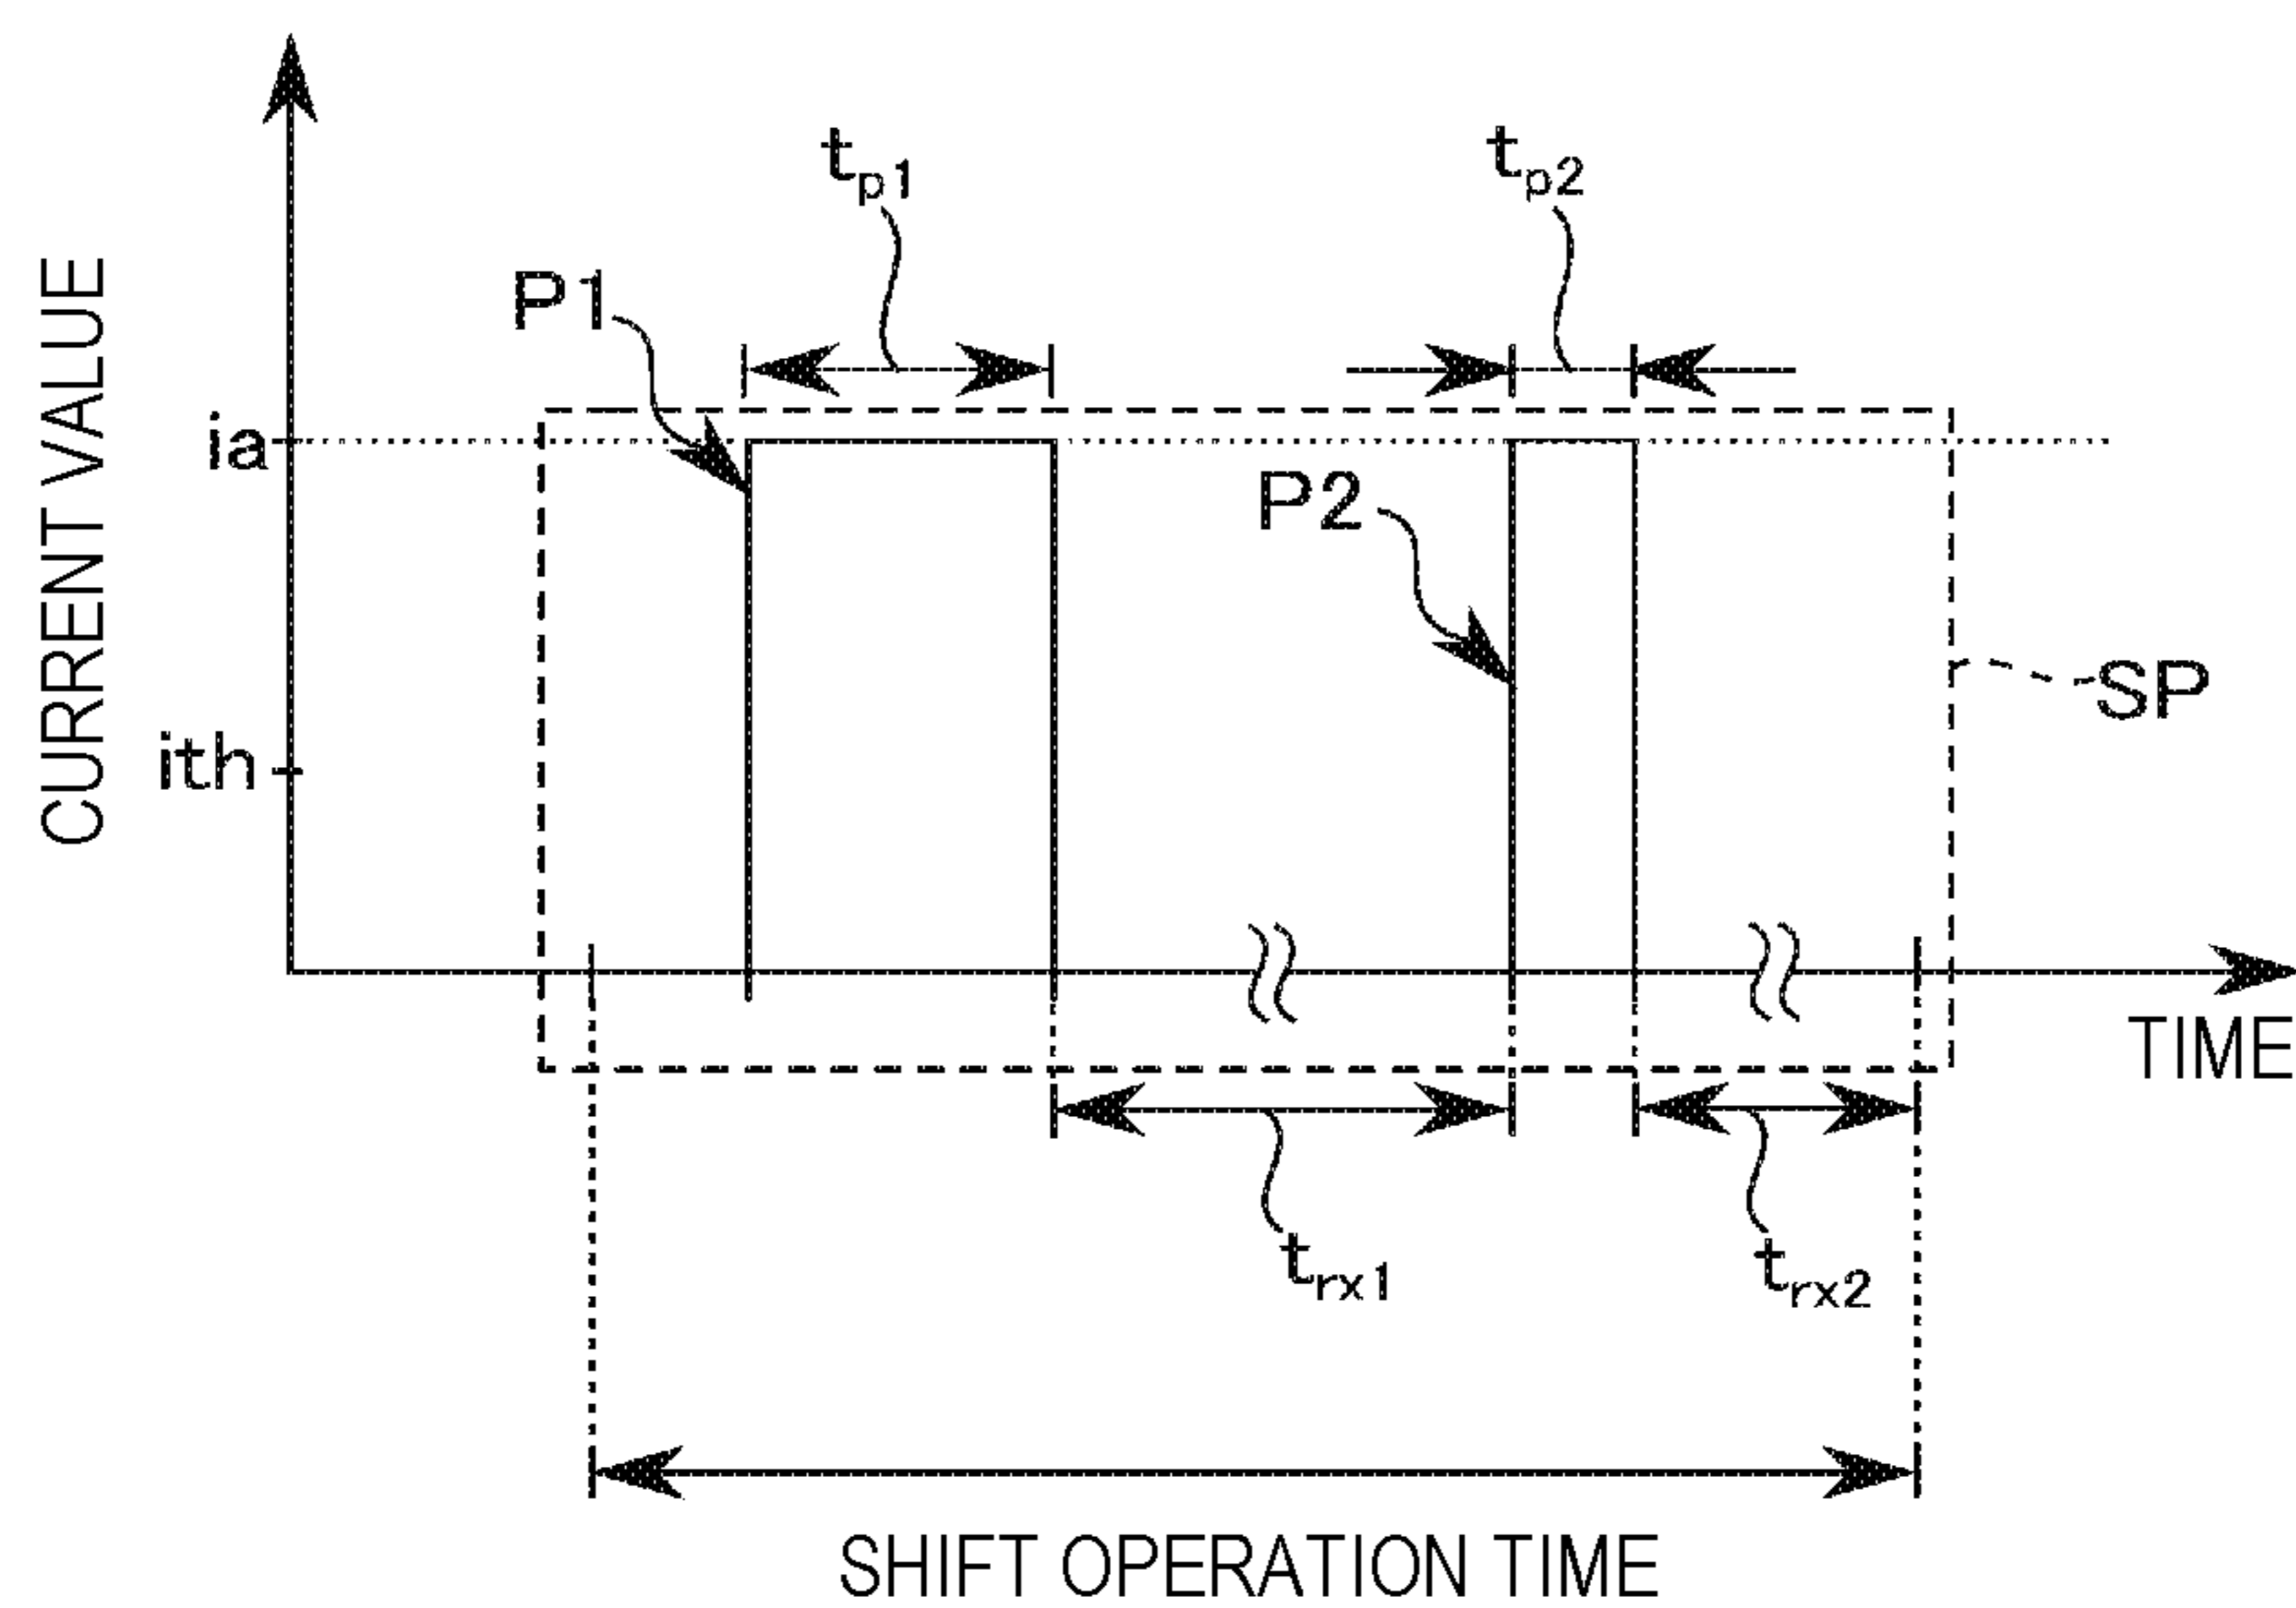 CURRENT VALUE
tp1
tp2
P1
ia
P2
SP
ith
TIME
trx1
trx2
SHIFT OPERATION TIME